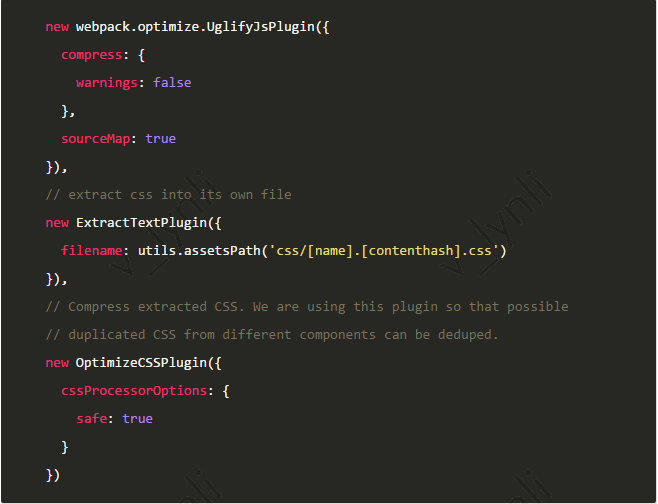 new webpack.optimize.UglifyJsPlugin({
compress: {
warnings: false
},
sourceMap: true
}),
// extract css into its own file
new ExtractTextPlugin({
filename: utils.assetsPath('css/[name].[contenthash].css')
}),
// Compress extracted CSS. We are using this plugin so that possible
// duplicated CSS from different components can be deduped.
new OptimizeCSSPlugin({
cssProcessorOptions: {
safe: true
}
})